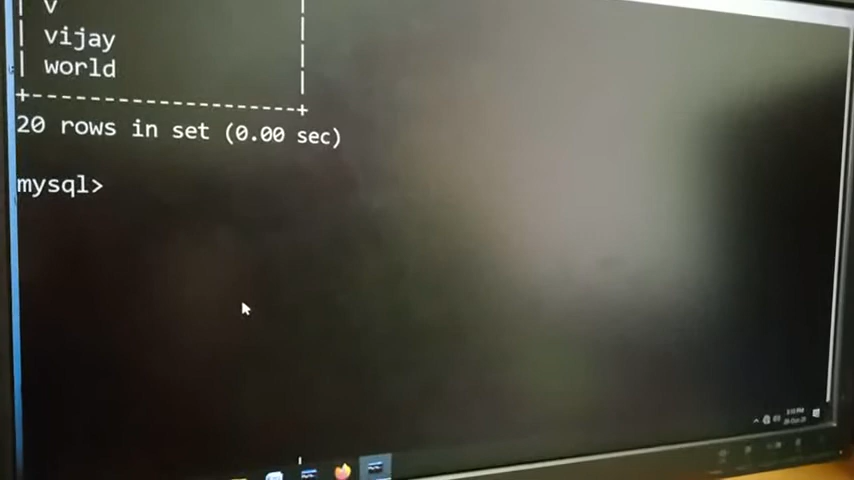 | v |
| vijay |
| world |
+--------------------+
20 rows in set (0.00 sec)
mysql>